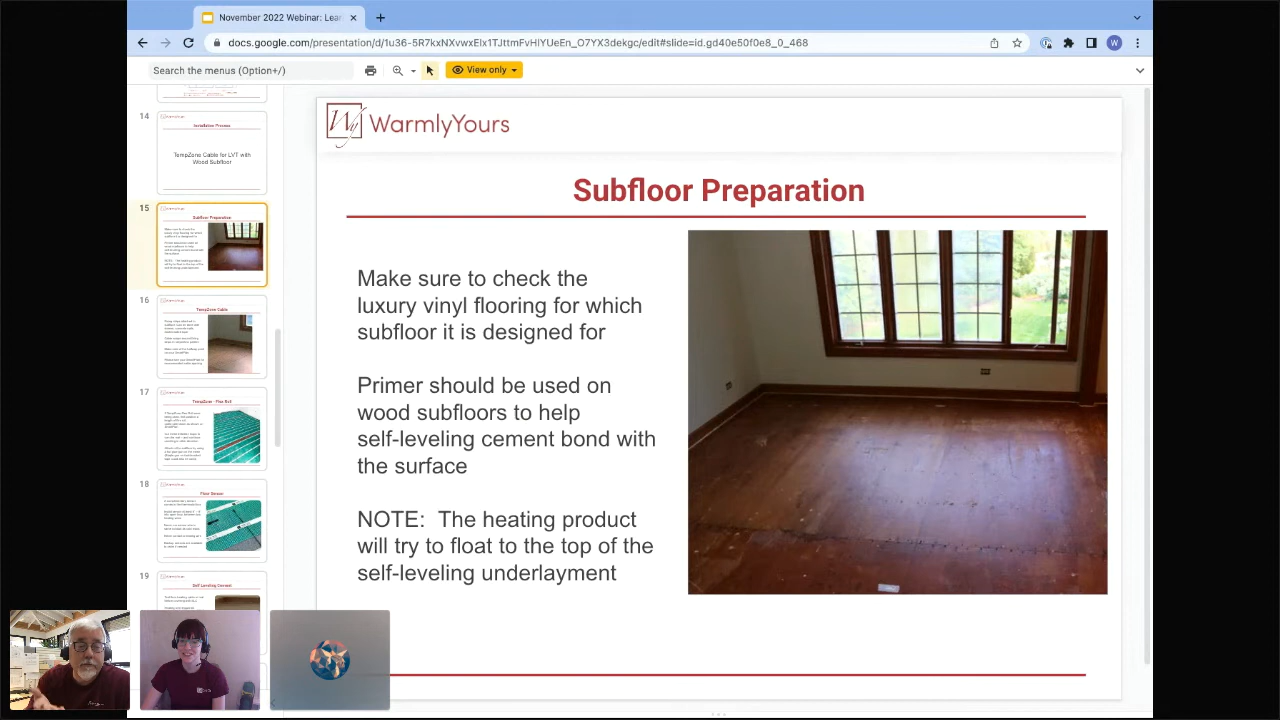 November 2022 Webinar: Lear
docs.google.com/presentation/d/1u36-5R7kxNXvwxElx1TJttmFvHlYUeEn_O7YX3dekgc/edit#slide=id.gd40e50f0e8_0_468
W
Search the menus (Option+/)
View only
14
Installation Process
TempZone Cable for LVT with
Wood Subfloor
15
Subfloor Preparation
16
TempZone Cable
17
TempZone - Flex Roll
18
Floor Sensor
19
Self Leveling Cement
WarmlyYours
Subfloor Preparation
Make sure to check the
luxury vinyl flooring for which
subfloor it is designed for
Primer should be used on
wood subfloors to help
self-leveling cement bond with
the surface
NOTE: The heating product
will try to float to the top of the
self-leveling underlayment